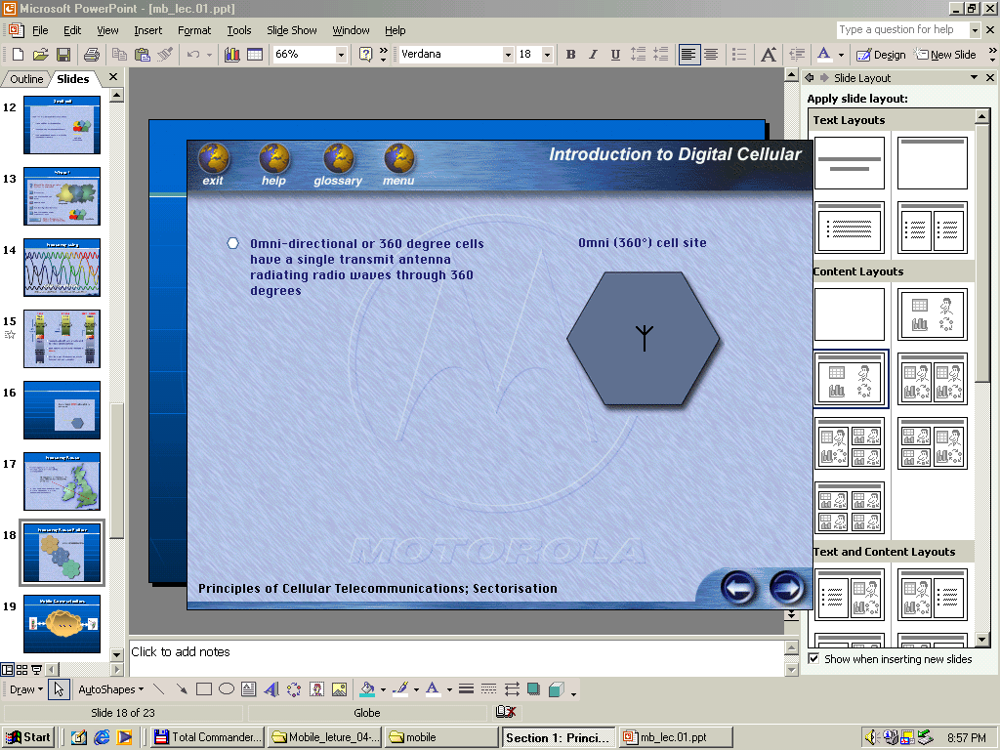 Microsoft PowerPoint - [mb_lec.01.ppt]
File Edit View Insert Format Tools Slide Show Window Help
Type a question for help
66%
Verdana
18
B I U
Design
New Slide
Outline
Slides
Slide Layout
Apply slide layout:
Text Layouts
Content Layouts
Text and Content Layouts
Show when inserting new slides
12
13
14
15
16
17
18
19
exit
help
glossary
menu
Introduction to Digital Cellular
Omni-directional or 360 degree cells
have a single transmit antenna
radiating radio waves through 360
degrees
Omni (360°) cell site
MOTOROLA
Principles of Cellular Telecommunications; Sectorisation
Click to add notes
Draw
AutoShapes
Slide 18 of 23
Globe
Start
Total Commander...
Mobile_leture_04-...
mobile
Section 1: Princi...
mb_lec.01.ppt
8:57 PM